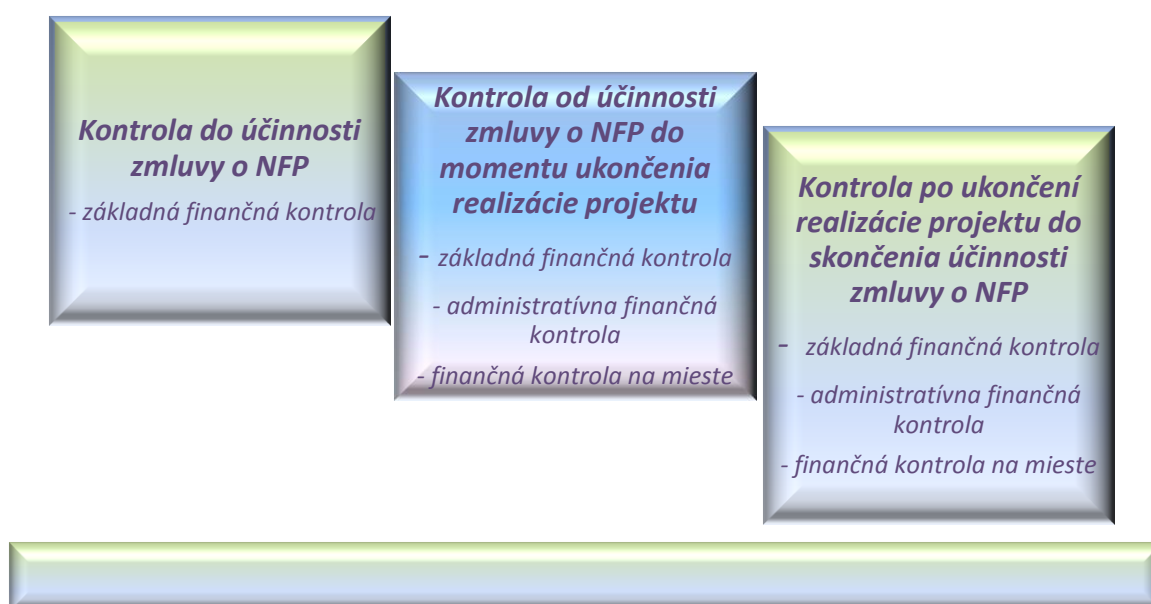 Kontrola do účinnosti
zmluvy o NFP
- základná finančná kontrola
Kontrola od účinnosti
zmluvy o NFP do
momentu ukončenia
realizácie projektu
- základná finančná kontrola
- administratívna finančná
kontrola
- finančná kontrola na mieste
Kontrola po ukončení
realizácie projektu do
skončenia účinnosti
zmluvy o NFP
- základná finančná kontrola
- administratívna finančná
kontrola
- finančná kontrola na mieste